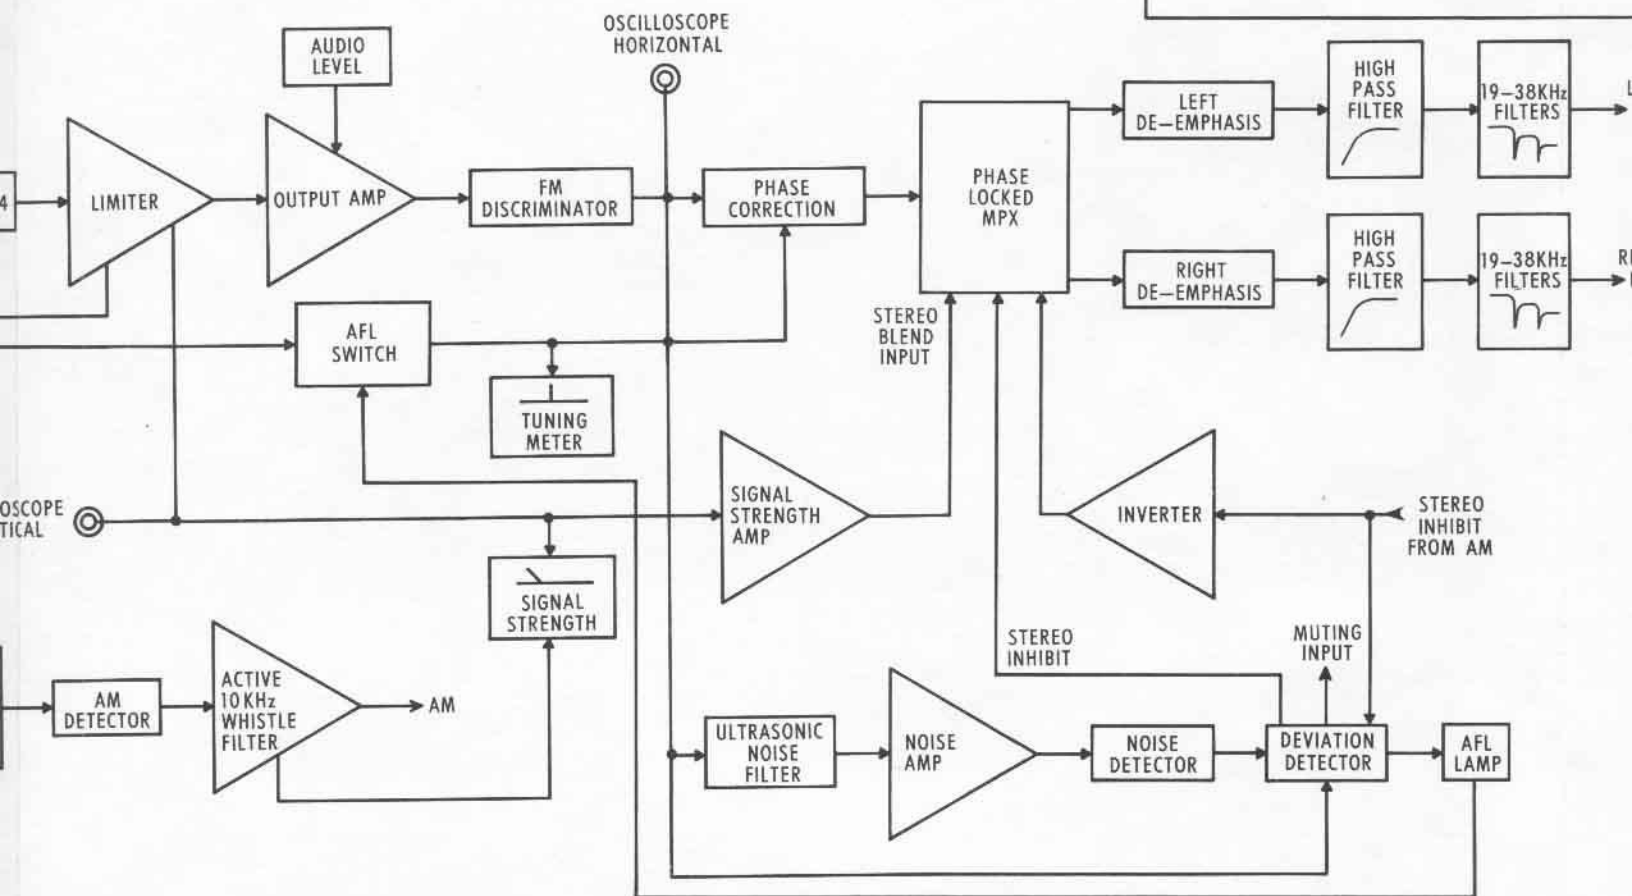 OSCILLOSCOPE
HORIZONTAL
AUDIO
LEVEL
4
LIMITER
OUTPUT AMP
FM
DISCRIMINATOR
PHASE
CORRECTION
PHASE
LOCKED
MPX
LEFT
DE–EMPHASIS
HIGH
PASS
FILTER
19–38KHz
FILTERS
L
RIGHT
DE–EMPHASIS
HIGH
PASS
FILTER
19–38KHz
FILTERS
AFL
SWITCH
STEREO
BLEND
INPUT
TUNING
METER
OSCOPE
TICAL
SIGNAL
STRENGTH
AMP
INVERTER
STEREO
INHIBIT
FROM AM
SIGNAL
STRENGTH
AM
DETECTOR
ACTIVE
10KHz
WHISTLE
FILTER
AM
STEREO
INHIBIT
MUTING
INPUT
ULTRASONIC
NOISE
FILTER
NOISE
AMP
NOISE
DETECTOR
DEVIATION
DETECTOR
AFL
LAMP